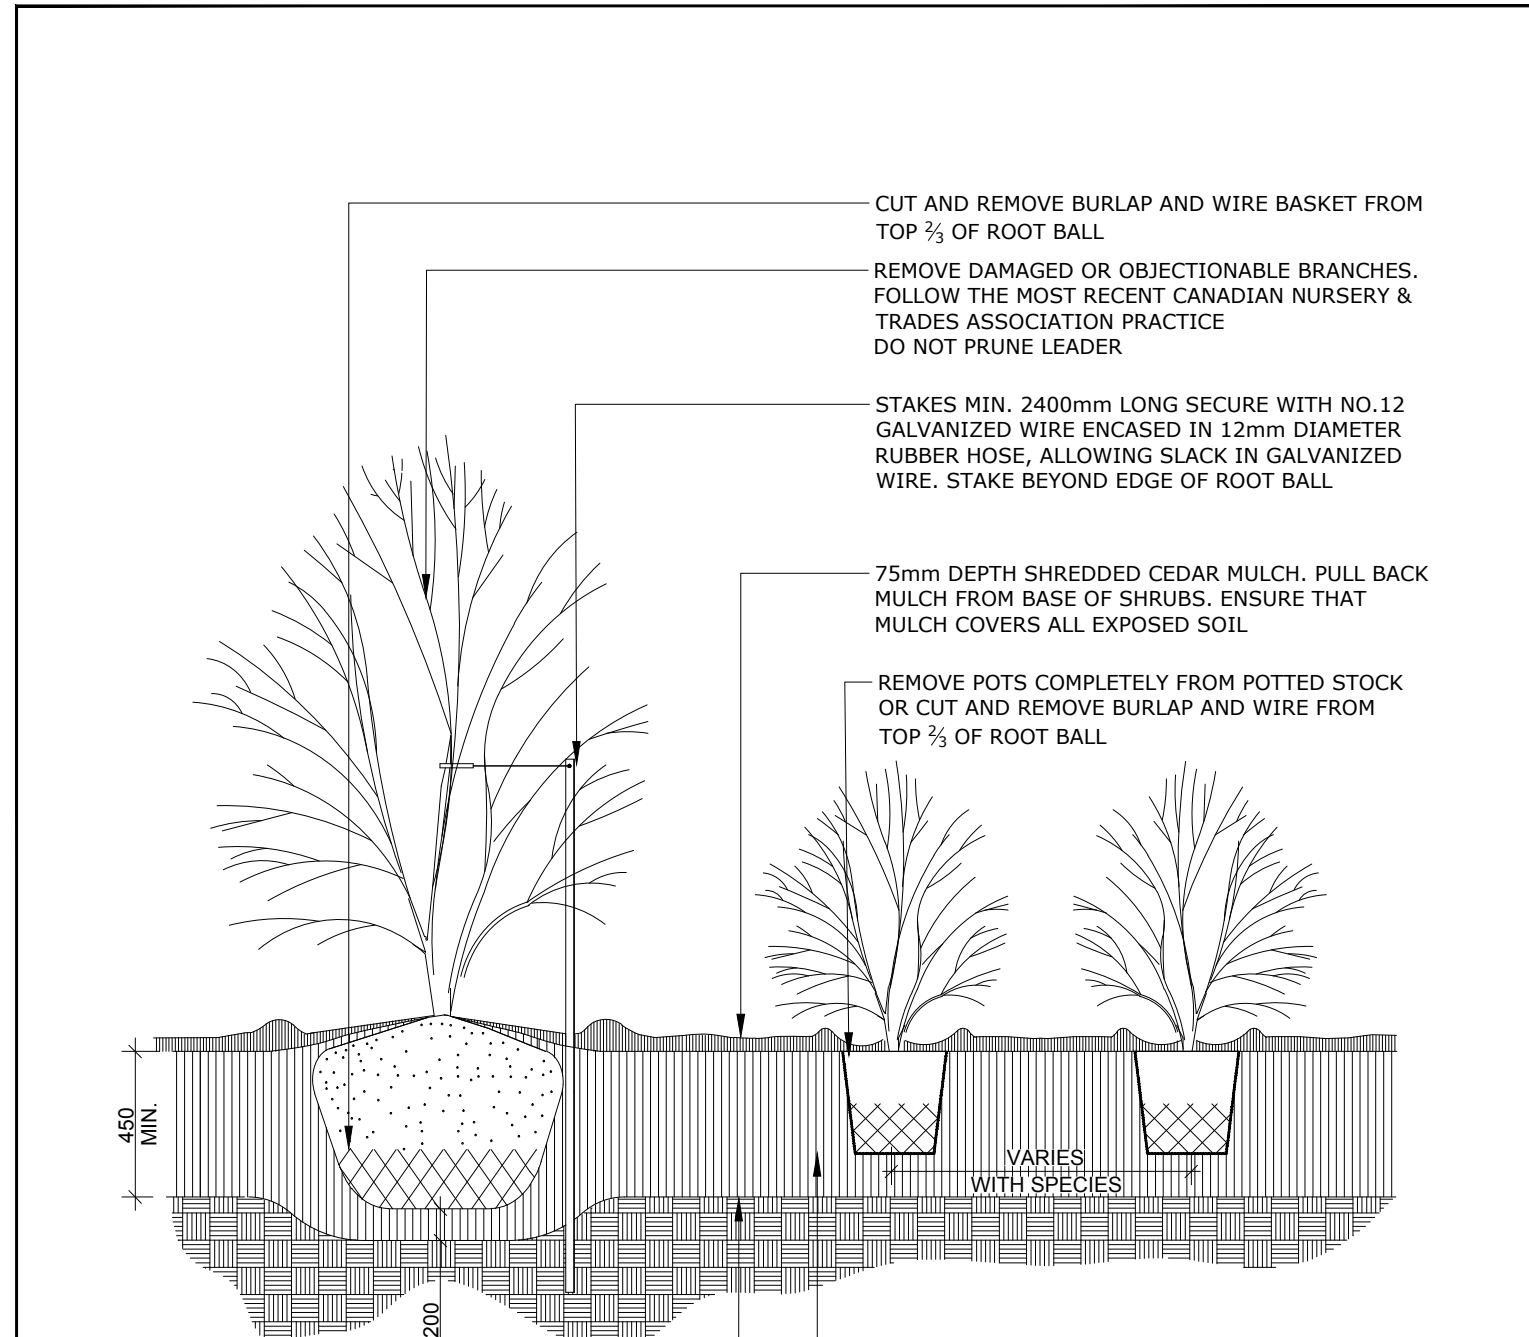 CUT AND REMOVE BURLAP AND WIRE BASKET FROM
TOP ⅔ OF ROOT BALL
REMOVE DAMAGED OR OBJECTIONABLE BRANCHES.
FOLLOW THE MOST RECENT CANADIAN NURSERY &
TRADES ASSOCIATION PRACTICE
DO NOT PRUNE LEADER
STAKES MIN. 2400mm LONG SECURE WITH NO.12
GALVANIZED WIRE ENCASED IN 12mm DIAMETER
RUBBER HOSE, ALLOWING SLACK IN GALVANIZED
WIRE. STAKE BEYOND EDGE OF ROOT BALL
75mm DEPTH SHREDDED CEDAR MULCH. PULL BACK
MULCH FROM BASE OF SHRUBS. ENSURE THAT
MULCH COVERS ALL EXPOSED SOIL
REMOVE POTS COMPLETELY FROM POTTED STOCK
OR CUT AND REMOVE BURLAP AND WIRE FROM
TOP ⅔ OF ROOT BALL
450
MIN.
VARIES
WITH SPECIES
200